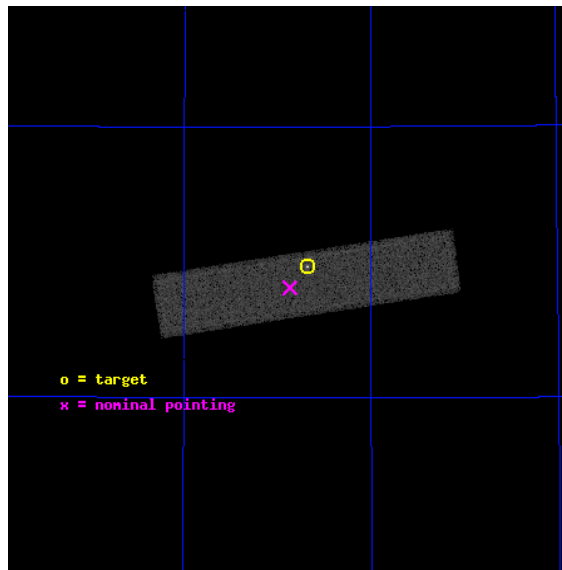 o = target
x = nominal pointing